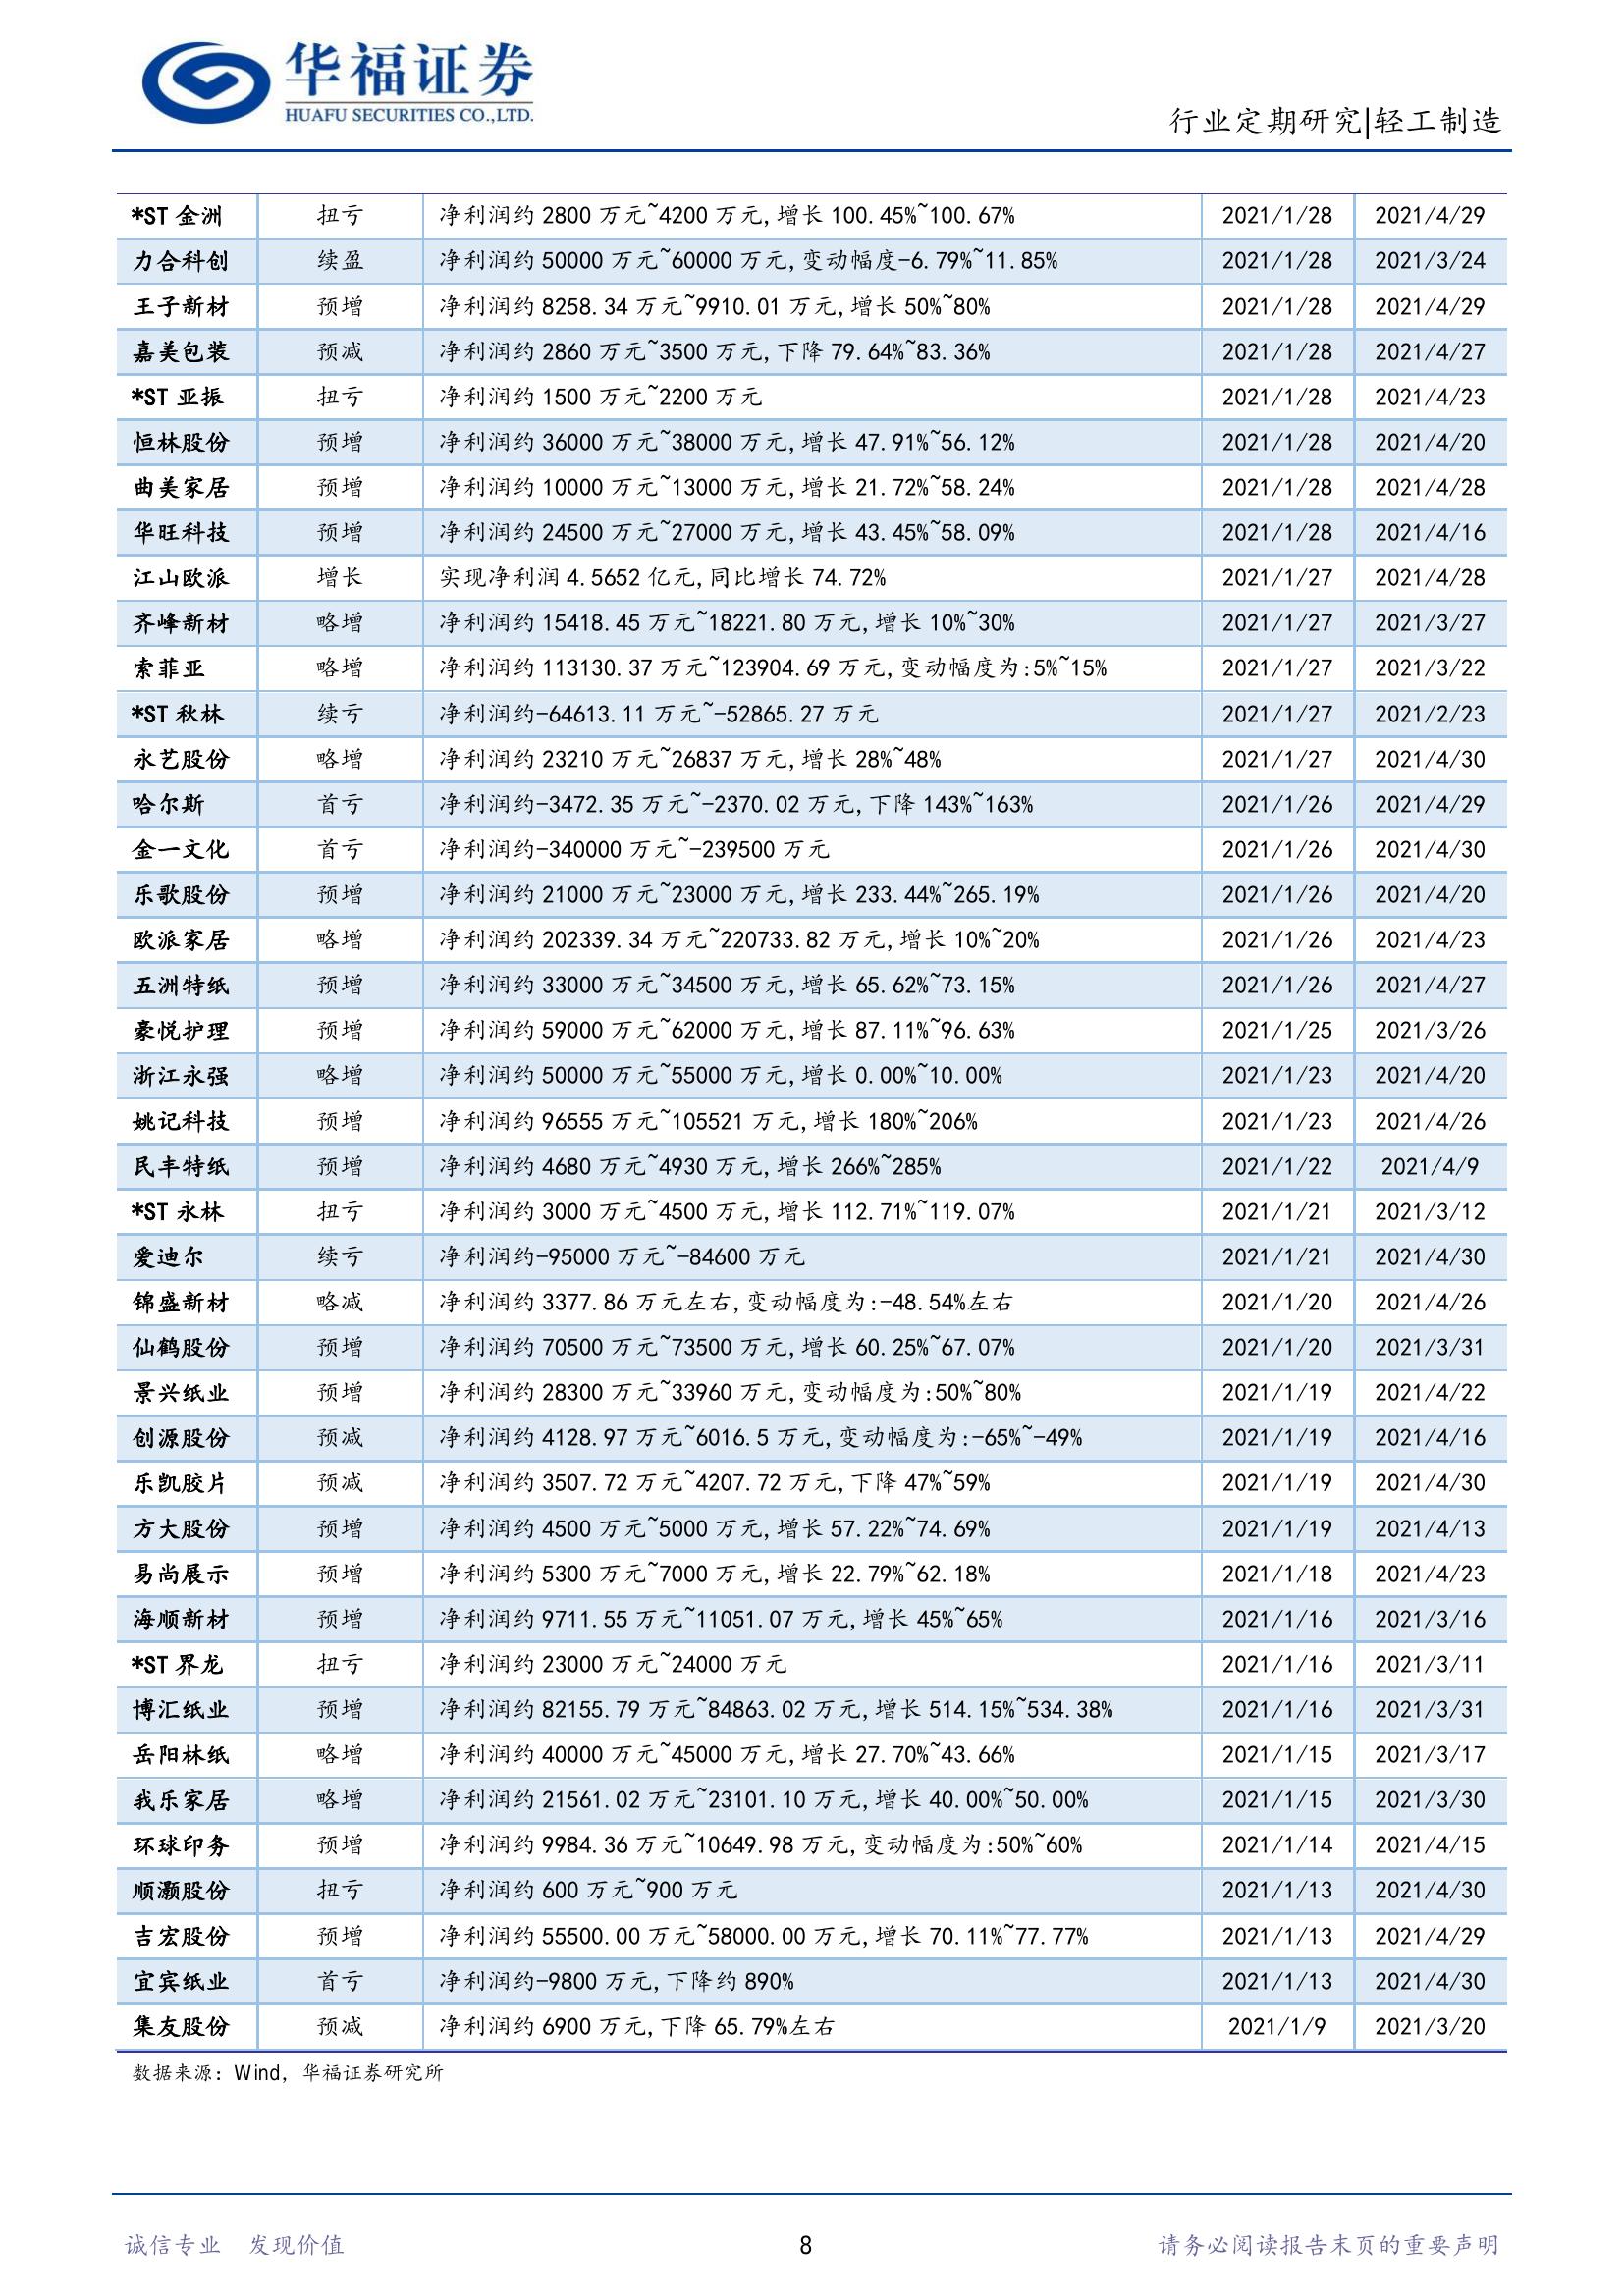 华福证券
HUAFU SECURITIES CO.,LTD.
行业定期研究|轻工制造
*ST 金洲 扭亏 净利润约 2800 万元~4200 万元,增长 100.45%~100.67% 2021/1/28 2021/4/29
力合科创 续盈 净利润约 50000 万元~60000 万元,变动幅度-6.79%~11.85% 2021/1/28 2021/3/24
王子新材 预增 净利润约 8258.34 万元~9910.01 万元,增长 50%~80% 2021/1/28 2021/4/29
嘉美包装 预减 净利润约 2860 万元~3500 万元,下降 79.64%~83.36% 2021/1/28 2021/4/27
*ST 亚振 扭亏 净利润约 1500 万元~2200 万元 2021/1/28 2021/4/23
恒林股份 预增 净利润约 36000 万元~38000 万元,增长 47.91%~56.12% 2021/1/28 2021/4/20
曲美家居 预增 净利润约 10000 万元~13000 万元,增长 21.72%~58.24% 2021/1/28 2021/4/28
华旺科技 预增 净利润约 24500 万元~27000 万元,增长 43.45%~58.09% 2021/1/28 2021/4/16
江山欧派 增长 实现净利润 4.5652 亿元,同比增长 74.72% 2021/1/27 2021/4/28
齐峰新材 略增 净利润约 15418.45 万元~18221.80 万元,增长 10%~30% 2021/1/27 2021/3/27
索菲亚 略增 净利润约 113130.37 万元~123904.69 万元,变动幅度为:5%~15% 2021/1/27 2021/3/22
*ST 秋林 续亏 净利润约-64613.11 万元~-52865.27 万元 2021/1/27 2021/2/23
永艺股份 略增 净利润约 23210 万元~26837 万元,增长 28%~48% 2021/1/27 2021/4/30
哈尔斯 首亏 净利润约-3472.35 万元~-2370.02 万元,下降 143%~163% 2021/1/26 2021/4/29
金一文化 首亏 净利润约-340000 万元~-239500 万元 2021/1/26 2021/4/30
乐歌股份 预增 净利润约 21000 万元~23000 万元,增长 233.44%~265.19% 2021/1/26 2021/4/20
欧派家居 略增 净利润约 202339.34 万元~220733.82 万元,增长 10%~20% 2021/1/26 2021/4/23
五洲特纸 预增 净利润约 33000 万元~34500 万元,增长 65.62%~73.15% 2021/1/26 2021/4/27
豪悦护理 预增 净利润约 59000 万元~62000 万元,增长 87.11%~96.63% 2021/1/25 2021/3/26
浙江永强 略增 净利润约 50000 万元~55000 万元,增长 0.00%~10.00% 2021/1/23 2021/4/20
姚记科技 预增 净利润约 96555 万元~105521 万元,增长 180%~206% 2021/1/23 2021/4/26
民丰特纸 预增 净利润约 4680 万元~4930 万元,增长 266%~285% 2021/1/22 2021/4/9
*ST 永林 扭亏 净利润约 3000 万元~4500 万元,增长 112.71%~119.07% 2021/1/21 2021/3/12
爱迪尔 续亏 净利润约-95000 万元~-84600 万元 2021/1/21 2021/4/30
锦盛新材 略减 净利润约 3377.86 万元左右,变动幅度为:-48.54%左右 2021/1/20 2021/4/26
仙鹤股份 预增 净利润约 70500 万元~73500 万元,增长 60.25%~67.07% 2021/1/20 2021/3/31
景兴纸业 预增 净利润约 28300 万元~33960 万元,变动幅度为:50%~80% 2021/1/19 2021/4/22
创源股份 预减 净利润约 4128.97 万元~6016.5 万元,变动幅度为:-65%~-49% 2021/1/19 2021/4/16
乐凯胶片 预减 净利润约 3507.72 万元~4207.72 万元,下降 47%~59% 2021/1/19 2021/4/30
方大股份 预增 净利润约 4500 万元~5000 万元,增长 57.22%~74.69% 2021/1/19 2021/4/13
易尚展示 预增 净利润约 5300 万元~7000 万元,增长 22.79%~62.18% 2021/1/18 2021/4/23
海顺新材 预增 净利润约 9711.55 万元~11051.07 万元,增长 45%~65% 2021/1/16 2021/3/16
*ST 界龙 扭亏 净利润约 23000 万元~24000 万元 2021/1/16 2021/3/11
博汇纸业 预增 净利润约 82155.79 万元~84863.02 万元,增长 514.15%~534.38% 2021/1/16 2021/3/31
岳阳林纸 略增 净利润约 40000 万元~45000 万元,增长 27.70%~43.66% 2021/1/15 2021/3/17
我乐家居 略增 净利润约 21561.02 万元~23101.10 万元,增长 40.00%~50.00% 2021/1/15 2021/3/30
环球印务 预增 净利润约 9984.36 万元~10649.98 万元,变动幅度为:50%~60% 2021/1/14 2021/4/15
顺灏股份 扭亏 净利润约 600 万元~900 万元 2021/1/13 2021/4/30
吉宏股份 预增 净利润约 55500.00 万元~58000.00 万元,增长 70.11%~77.77% 2021/1/13 2021/4/29
宜宾纸业 首亏 净利润约-9800 万元,下降约 890% 2021/1/13 2021/4/30
集友股份 预减 净利润约 6900 万元,下降 65.79%左右 2021/1/9 2021/3/20
数据来源：Wind，华福证券研究所
诚信专业 发现价值 8 请务必阅读报告末页的重要声明